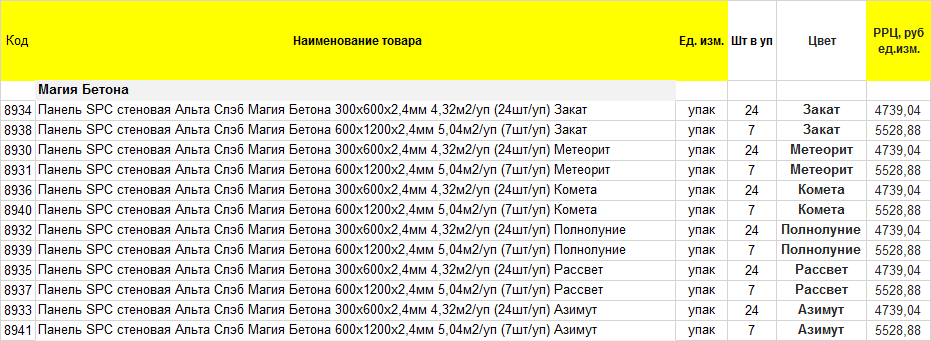 Код Наименование товара Ед. изм. Шт в уп Цвет РРЦ, руб ед.изм.
Магия Бетона
8934 Панель SPC стеновая Альта Слэб Магия Бетона 300х600х2,4мм 4,32м2/уп (24шт/уп) Закат упак 24 Закат 4739,04
8938 Панель SPC стеновая Альта Слэб Магия Бетона 600х1200х2,4мм 5,04м2/уп (7шт/уп) Закат упак 7 Закат 5528,88
8930 Панель SPC стеновая Альта Слэб Магия Бетона 300х600х2,4мм 4,32м2/уп (24шт/уп) Метеорит упак 24 Метеорит 4739,04
8931 Панель SPC стеновая Альта Слэб Магия Бетона 600х1200х2,4мм 5,04м2/уп (7шт/уп) Метеорит упак 7 Метеорит 5528,88
8936 Панель SPC стеновая Альта Слэб Магия Бетона 300х600х2,4мм 4,32м2/уп (24шт/уп) Комета упак 24 Комета 4739,04
8940 Панель SPC стеновая Альта Слэб Магия Бетона 600х1200х2,4мм 5,04м2/уп (7шт/уп) Комета упак 7 Комета 5528,88
8932 Панель SPC стеновая Альта Слэб Магия Бетона 300х600х2,4мм 4,32м2/уп (24шт/уп) Полнолуние упак 24 Полнолуние 4739,04
8939 Панель SPC стеновая Альта Слэб Магия Бетона 600х1200х2,4мм 5,04м2/уп (7шт/уп) Полнолуние упак 7 Полнолуние 5528,88
8935 Панель SPC стеновая Альта Слэб Магия Бетона 300х600х2,4мм 4,32м2/уп (24шт/уп) Рассвет упак 24 Рассвет 4739,04
8937 Панель SPC стеновая Альта Слэб Магия Бетона 600х1200х2,4мм 5,04м2/уп (7шт/уп) Рассвет упак 7 Рассвет 5528,88
8933 Панель SPC стеновая Альта Слэб Магия Бетона 300х600х2,4мм 4,32м2/уп (24шт/уп) Азимут упак 24 Азимут 4739,04
8941 Панель SPC стеновая Альта Слэб Магия Бетона 600х1200х2,4мм 5,04м2/уп (7шт/уп) Азимут упак 7 Азимут 5528,88